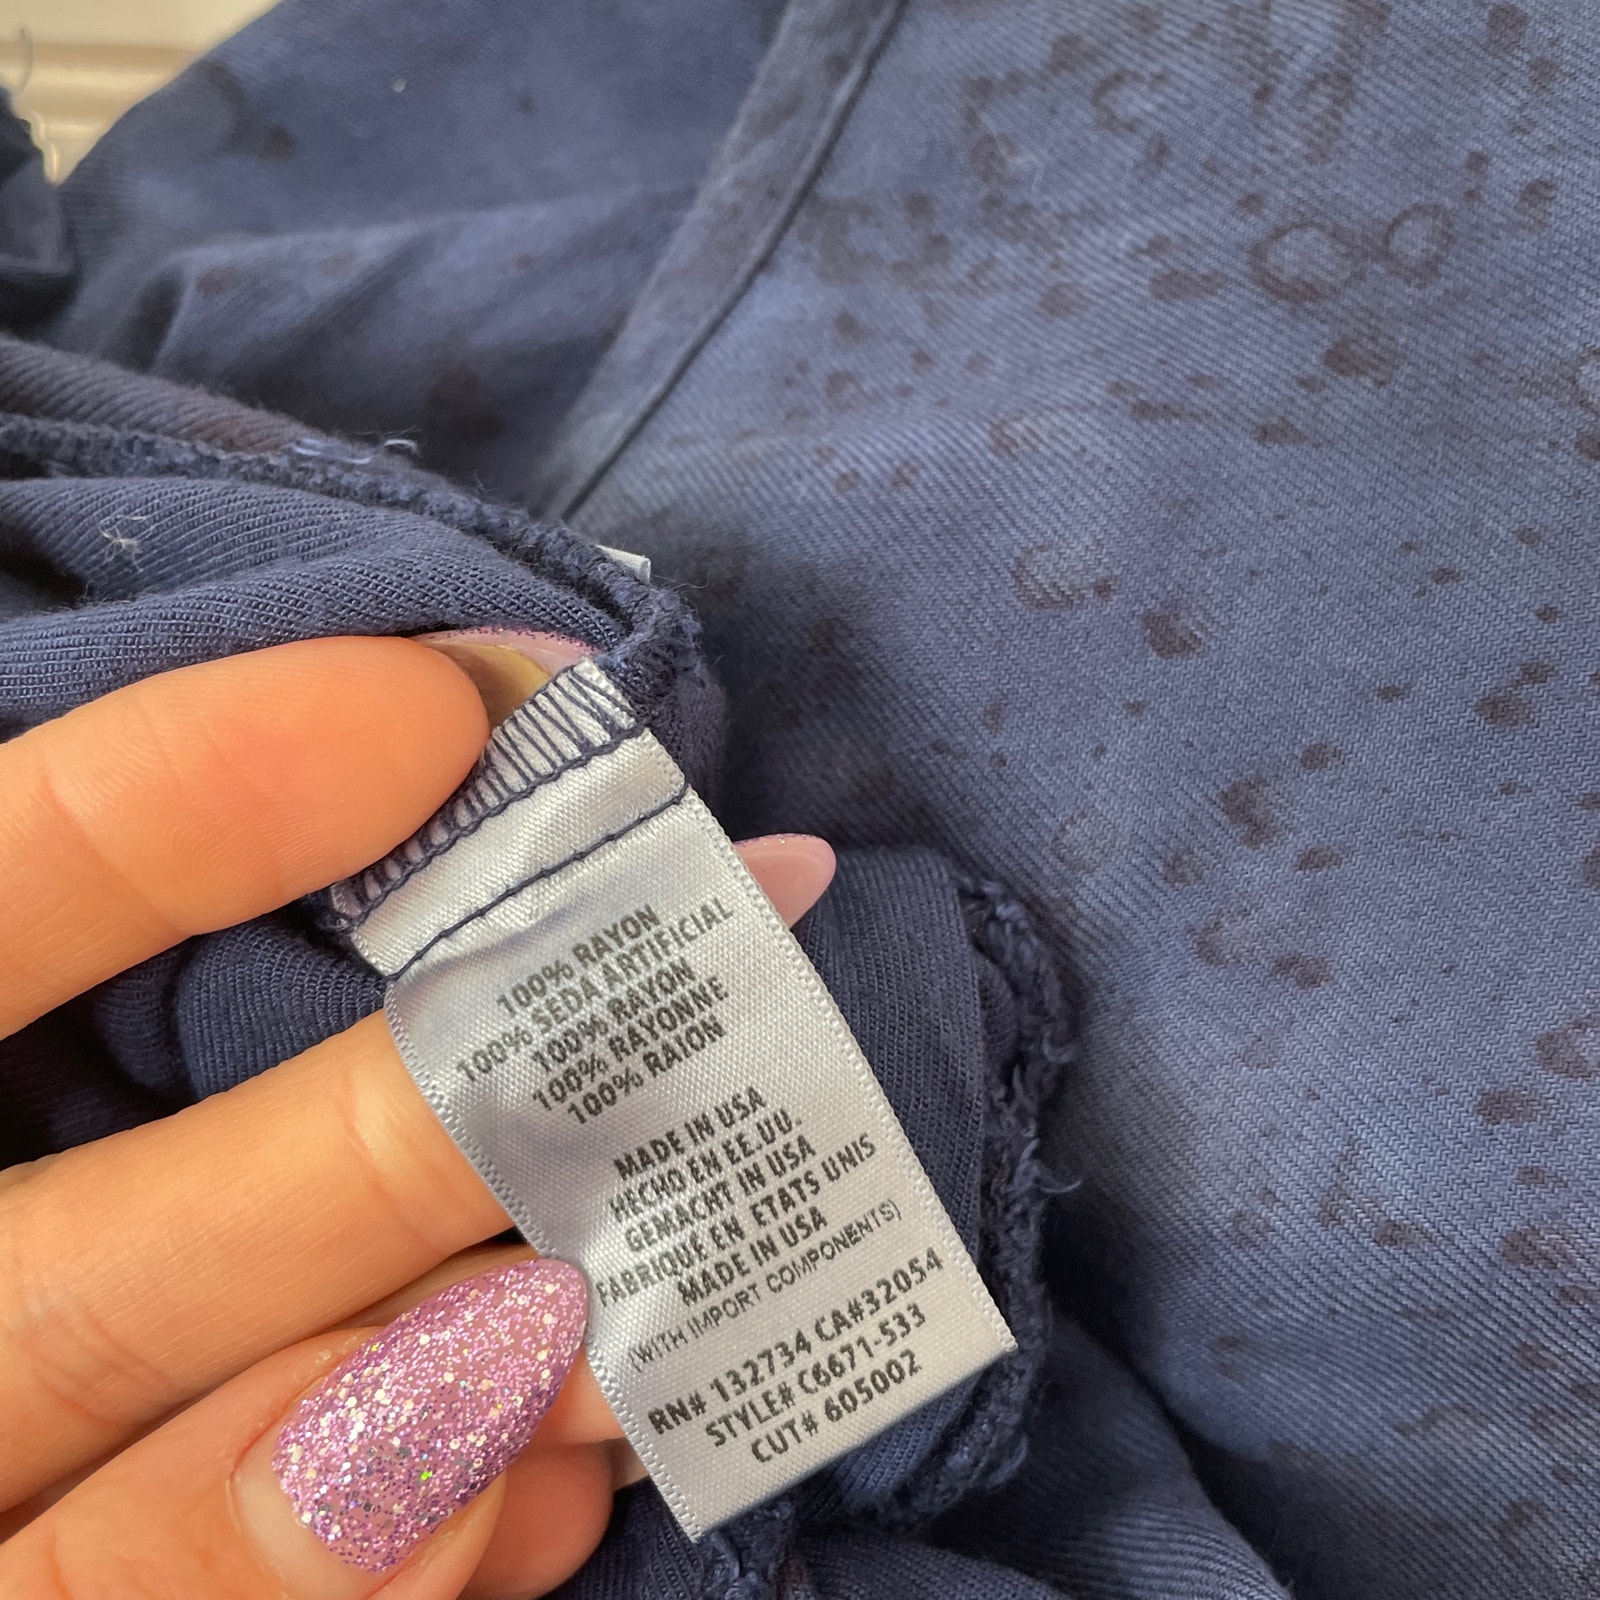 100% RAYON
100% SEDA ARTIFICIAL
100% RAYON
100% RAYONNE
100% RAION
MADE IN USA
HECHO EN EE.UU.
GEMACHT IN USA
FABRIQUÉ EN ETATS UNIS
MADE IN USA
(WITH IMPORT COMPONENTS)
RN# 132734 CA#32054
STYLE# C6671-533
CUT# 605002